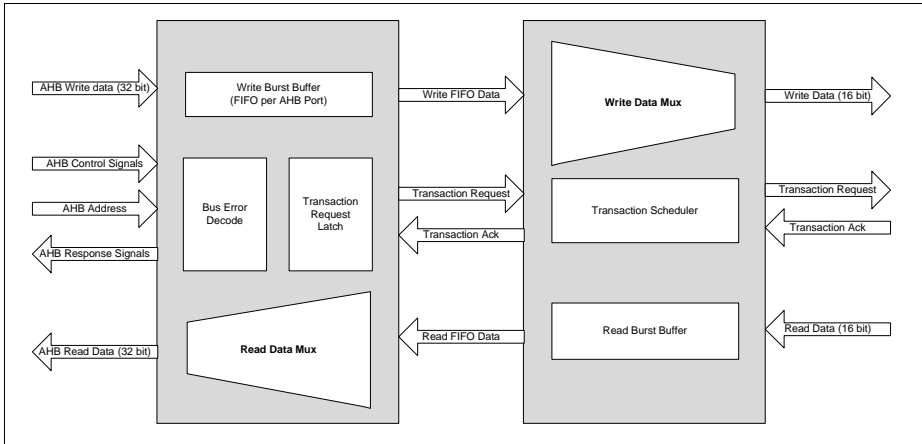 AHB Write data (32 bit)
AHB Control Signals
AHB Address
AHB Response Signals
AHB Read Data (32 bit)
Write Burst Buffer
(FIFO per AHB Port)
Bus Error
Decode
Transaction
Request
Latch
Read Data Mux
Write FIFO Data
Transaction Request
Transaction Ack
Read FIFO Data
Write Data Mux
Transaction Scheduler
Read Burst Buffer
Write Data (16 bit)
Transaction Request
Transaction Ack
Read Data (16 bit)